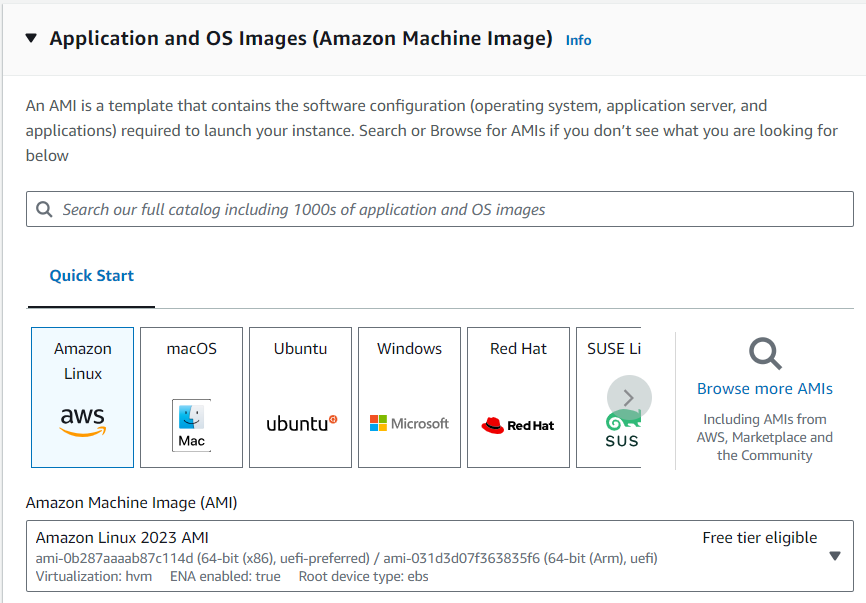 Application and OS Images (Amazon Machine Image) Info
An AMI is a template that contains the software configuration (operating system, application server, and
applications) required to launch your instance. Search or Browse for AMIs if you don’t see what you are looking for
below
Search our full catalog including 1000s of application and OS images
Quick Start
Amazon
Linux
aws
macOS
Mac
Ubuntu
ubuntu
Windows
Microsoft
Red Hat
Red Hat
SUSE Li
SUS
Browse more AMIs
Including AMIs from
AWS, Marketplace and
the Community
Amazon Machine Image (AMI)
Amazon Linux 2023 AMI Free tier eligible
ami-0b287aaaab87c114d (64-bit (x86), uefi-preferred) / ami-031d3d07f363835f6 (64-bit (Arm), uefi)
Virtualization: hvm ENA enabled: true Root device type: ebs